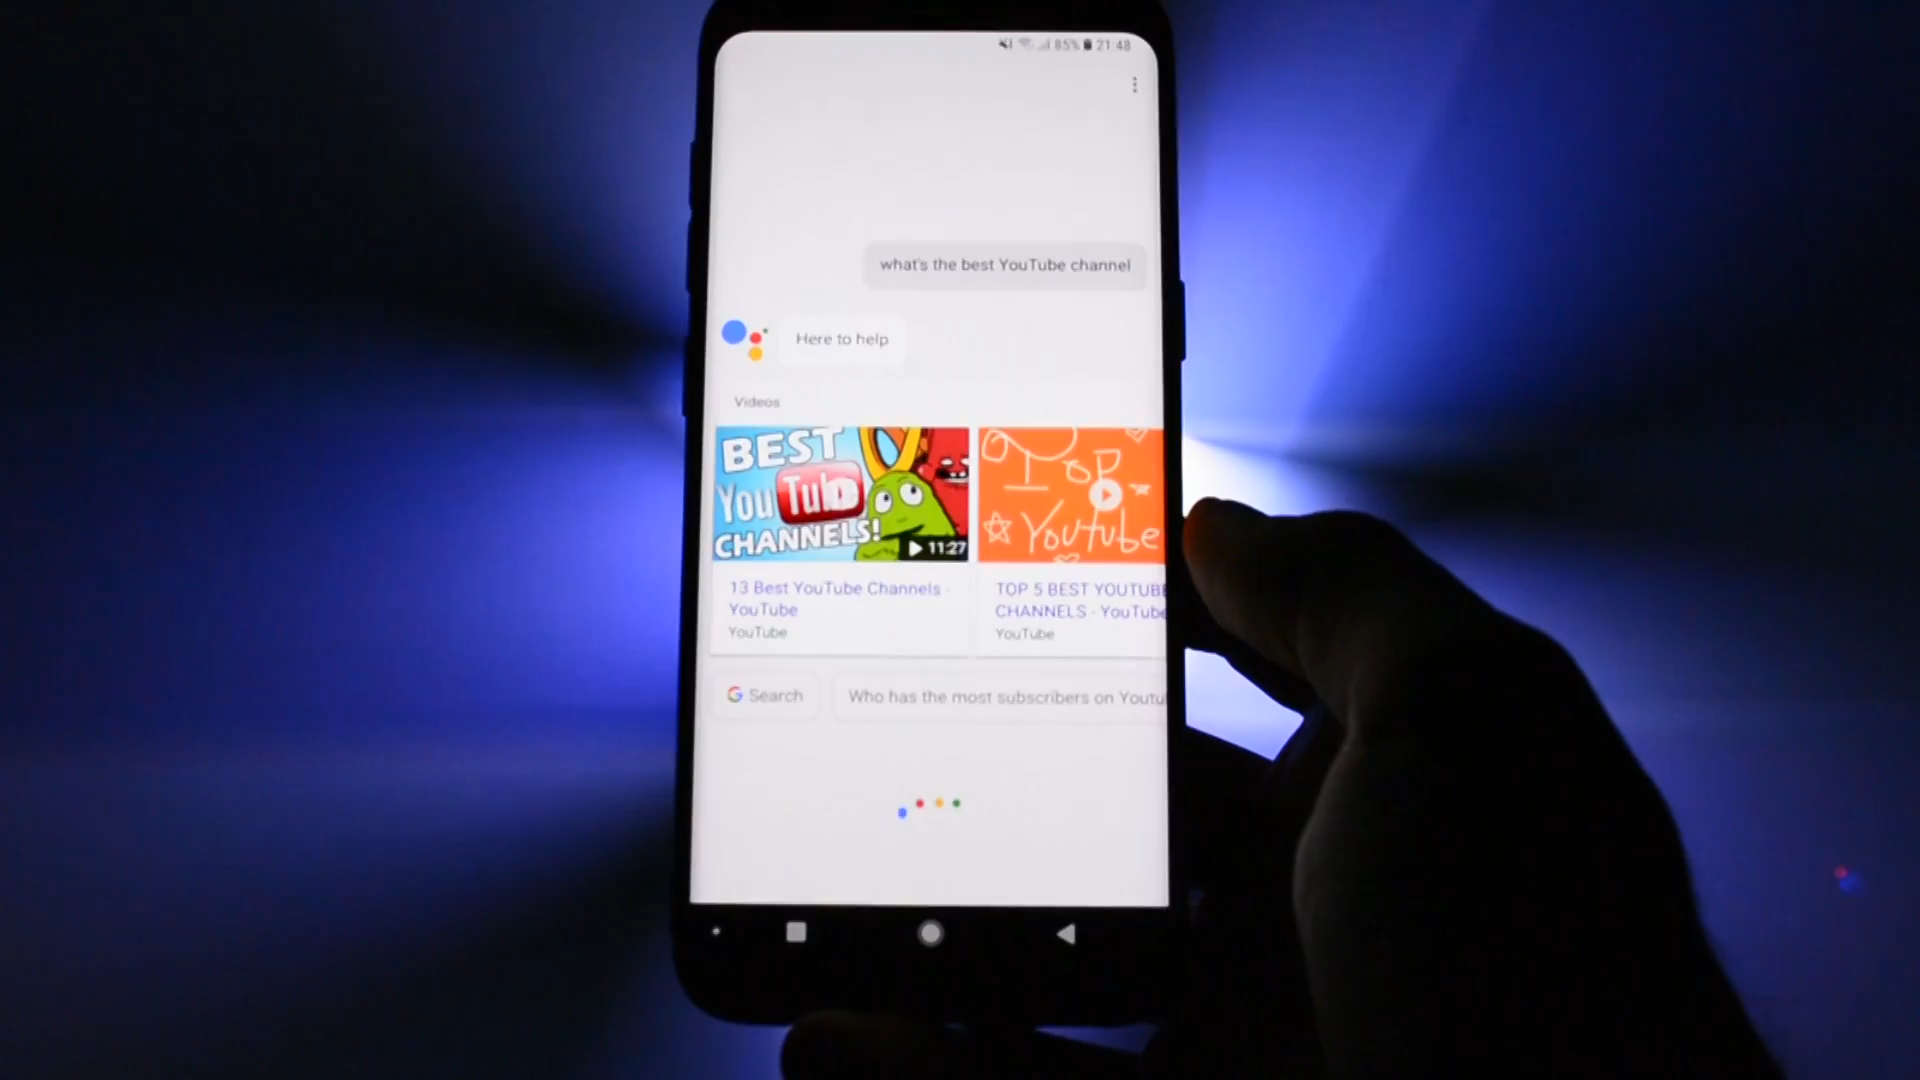 85% 21:48
what's the best YouTube channel
Here to help
Videos
BEST
YouTube
CHANNELS!
11:27
TOP
Youtube
13 Best YouTube Channels -
YouTube
YouTube
TOP 5 BEST YOUTUBE
CHANNELS - YouTube
YouTube
Search
Who has the most subscribers on Youtu